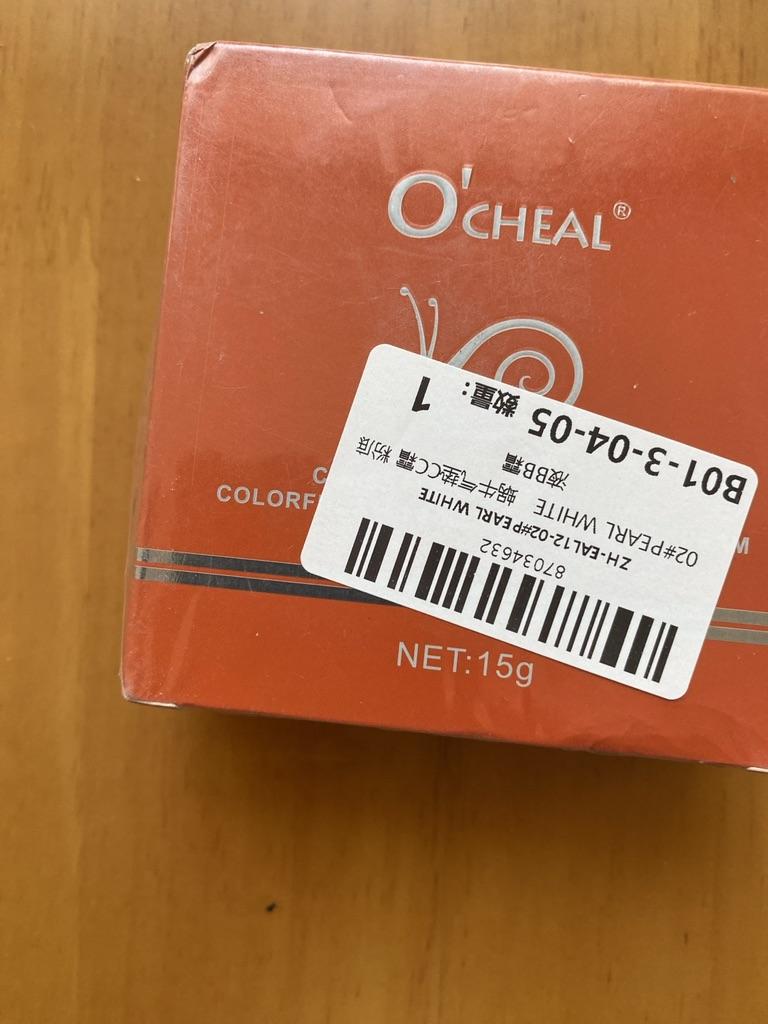 O'CHEAL®
NET:15g
87034632
ZH-EAL12-02#PEARL WHITE
02#PEARL WHITE 蜗牛气垫CC霜 粉底
液BB霜
B01-3-04-05 数量: 1